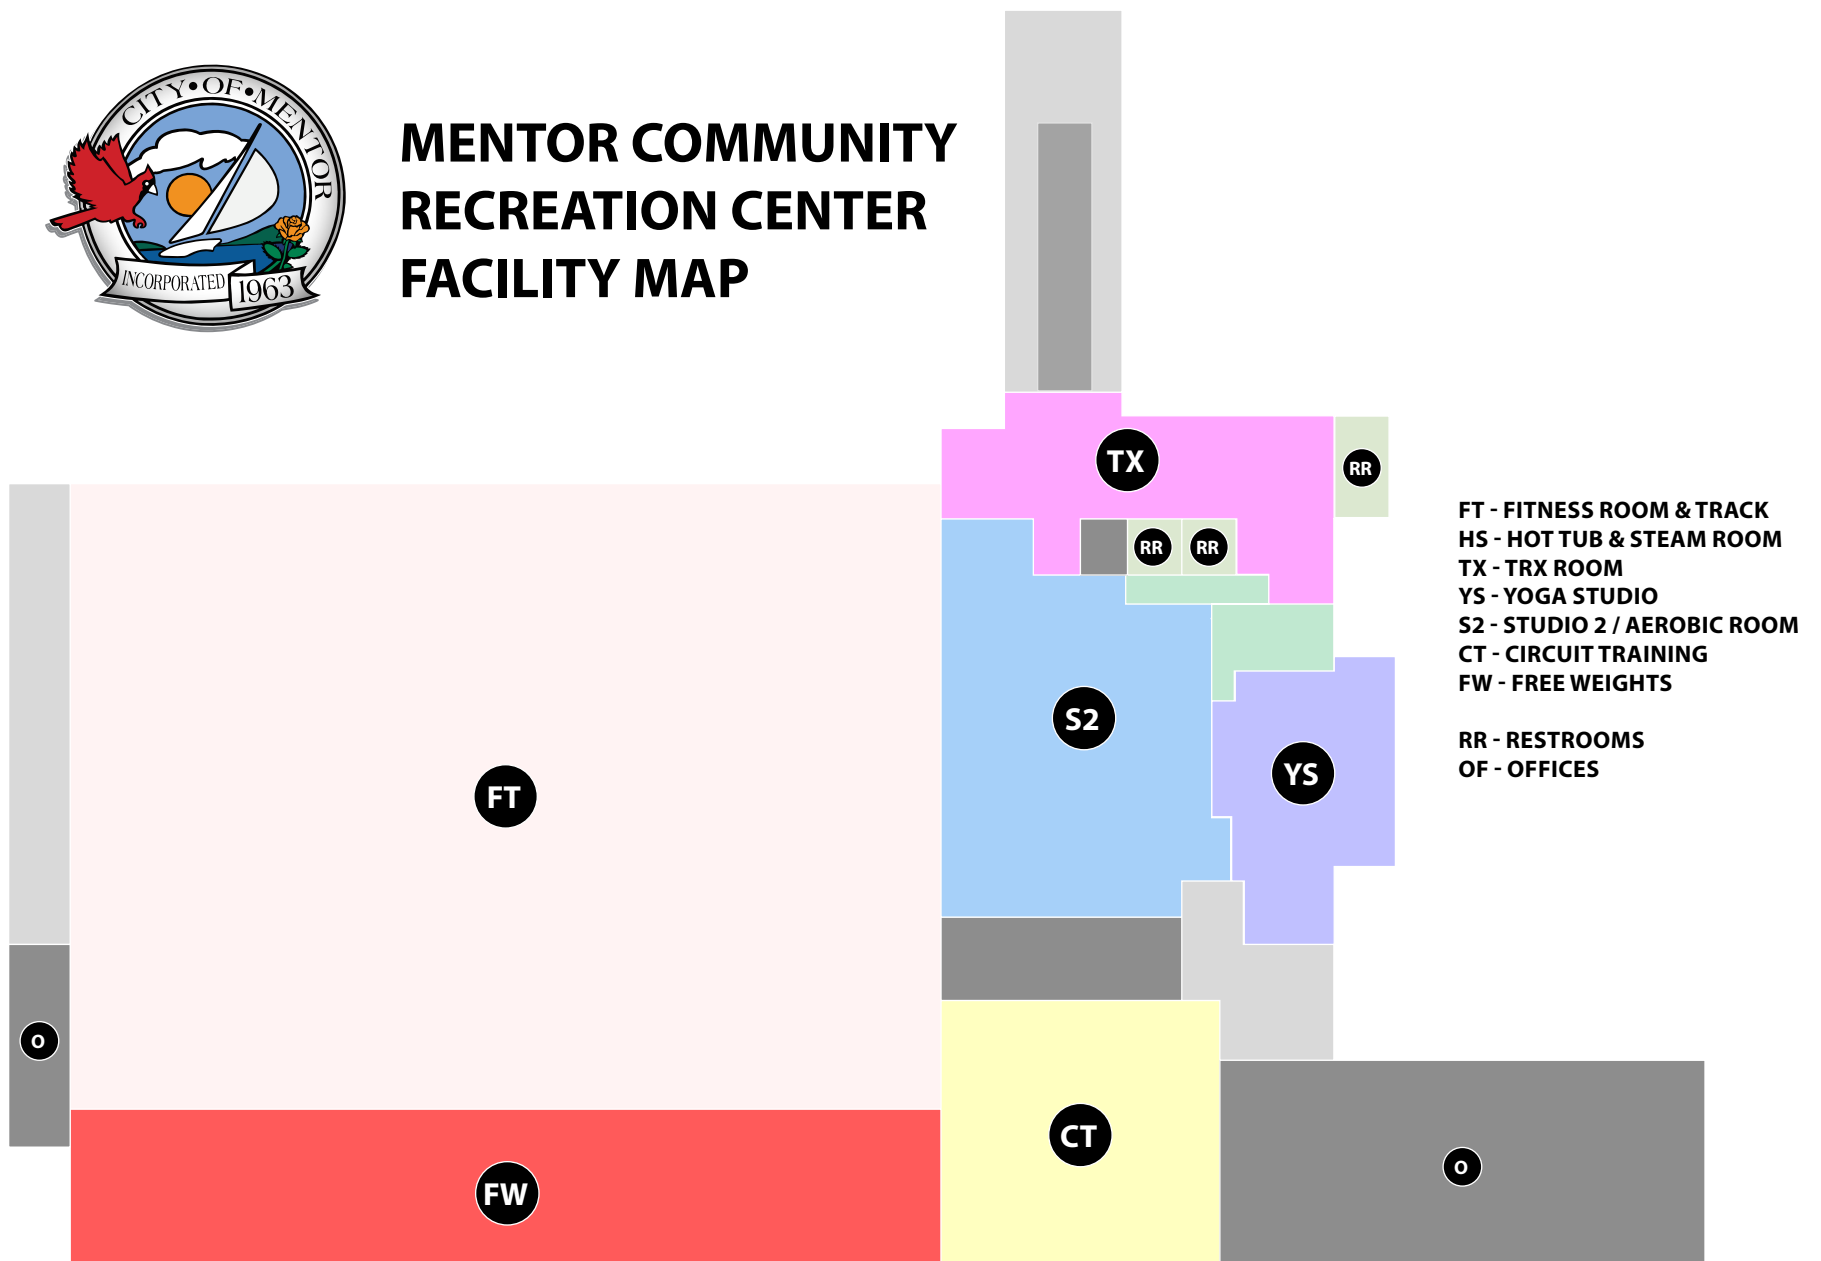 CITY•OF•MENTOR
INCORPORATED
1963
MENTOR COMMUNITY
RECREATION CENTER
FACILITY MAP
TX
RR
RR
RR
FT - FITNESS ROOM & TRACK
HS - HOT TUB & STEAM ROOM
TX - TRX ROOM
YS - YOGA STUDIO
S2 - STUDIO 2 / AEROBIC ROOM
CT - CIRCUIT TRAINING
FW - FREE WEIGHTS
RR - RESTROOMS
OF - OFFICES
S2
YS
FT
O
CT
O
FW